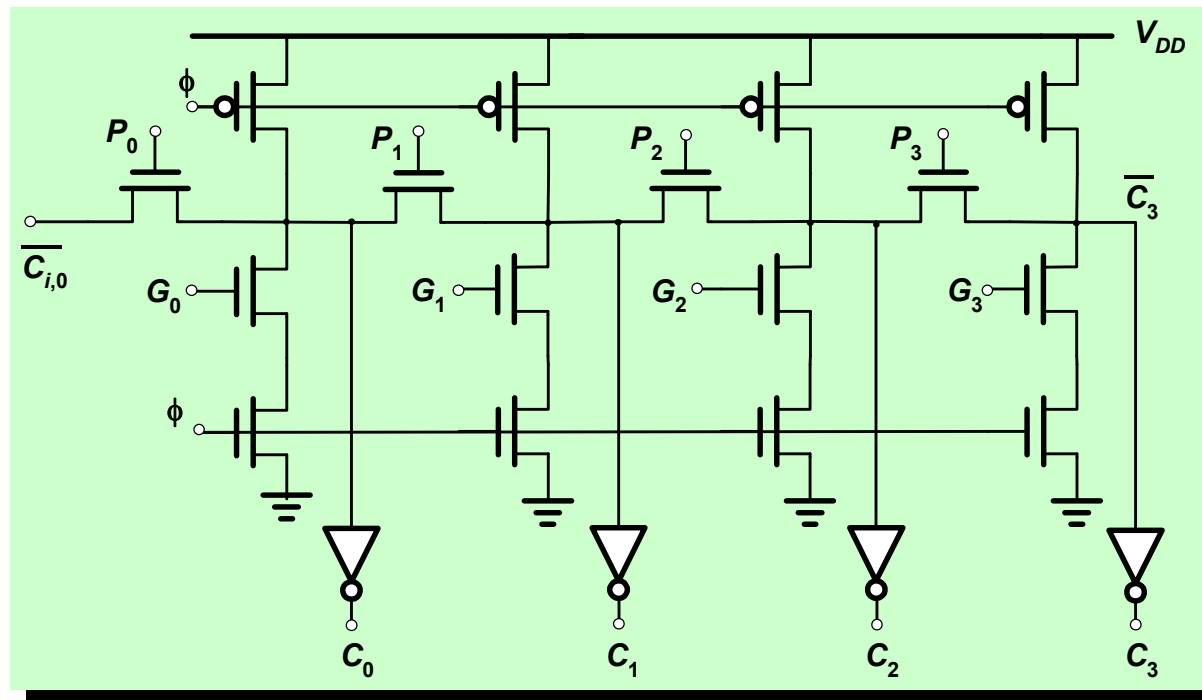 V_DD
ϕ
P_0
P_1
P_2
P_3
C̅_i,0
C̅_3
G_0
G_1
G_2
G_3
ϕ
C_0
C_1
C_2
C_3